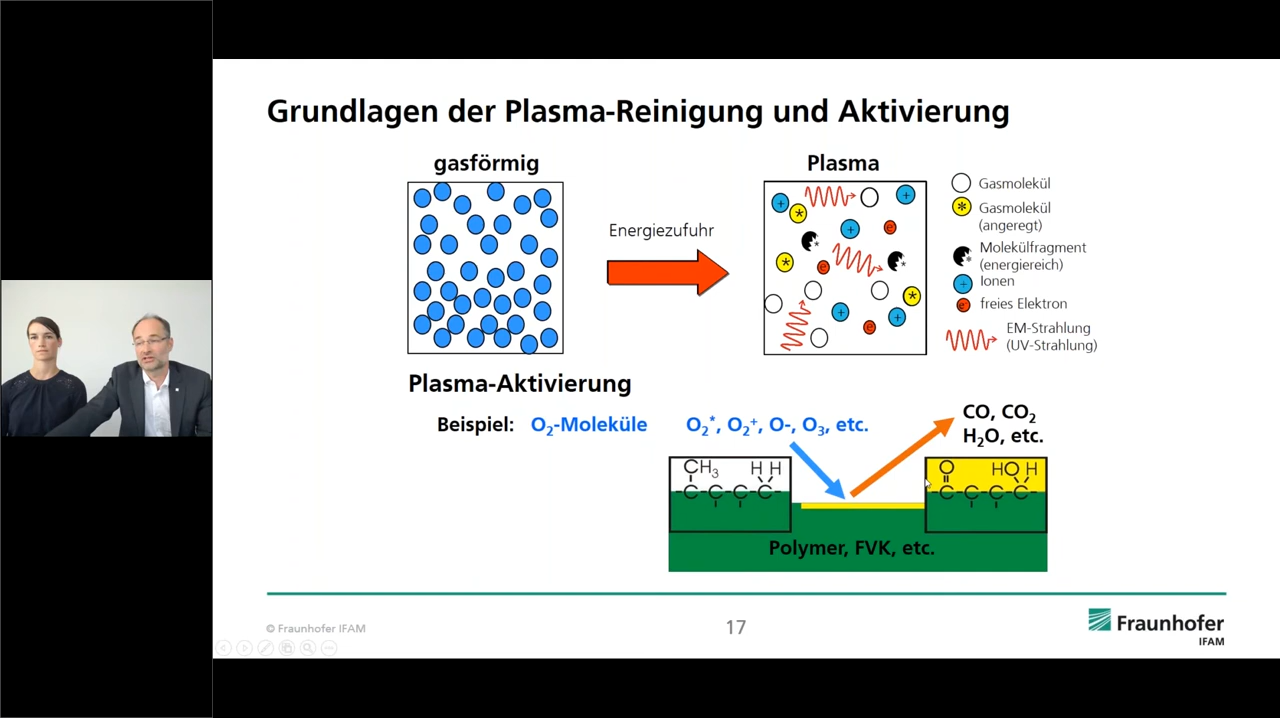 Grundlagen der Plasma-Reinigung und Aktivierung
gasförmig
Plasma
Energiezufuhr
Gasmolekül
Gasmolekül
(angeregt)
Molekülfragment
(energiereich)
Ionen
freies Elektron
EM-Strahlung
(UV-Strahlung)
Plasma-Aktivierung
Beispiel: O₂-Moleküle
O₂*, O₂⁺, O-, O₃, etc.
CO, CO₂
H₂O, etc.
CH₃ H H
-C-C-C-C-
O HO H
-C-C-C-C-
Polymer, FVK, etc.
© Fraunhofer IFAM
17
Fraunhofer
IFAM